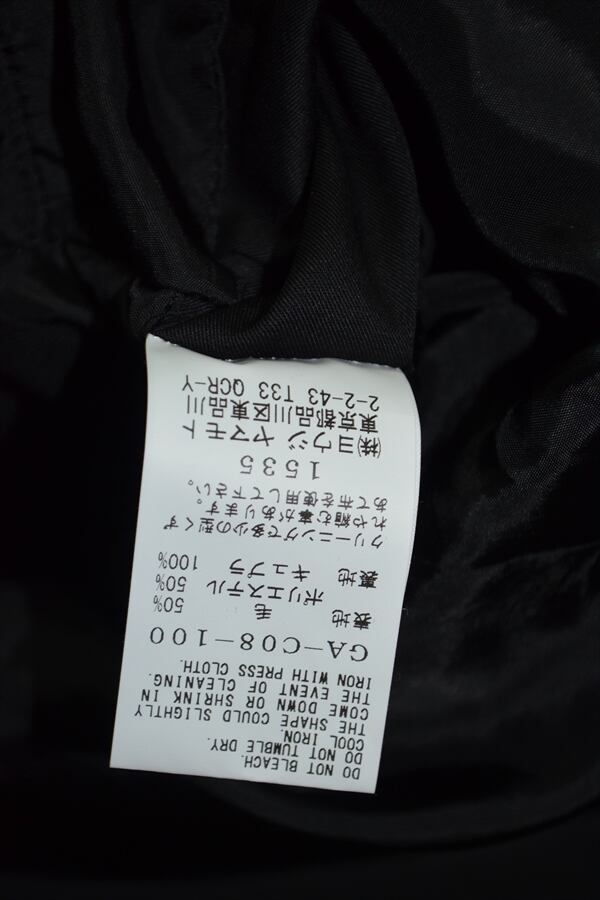 DO NOT BLEACH.
DO NOT TUMBLE DRY.
COOL IRON.
THE SHAPE COULD SLIGHTLY
COME DOWN OR SHRINK IN
THE EVENT OF CLEANING.
IRON WITH PRESS CLOTH.
GA-C08-100
表地 毛 50%
ポリエステル 50%
裏地 キュプラ 100%
クリーニングで多少の型くず
れや縮む事があります。
あて布を使用して下さい。
1535
㈱ヨウジ ヤマモト
東京都品川区東品川
2-2-43 T33 QCR-Y